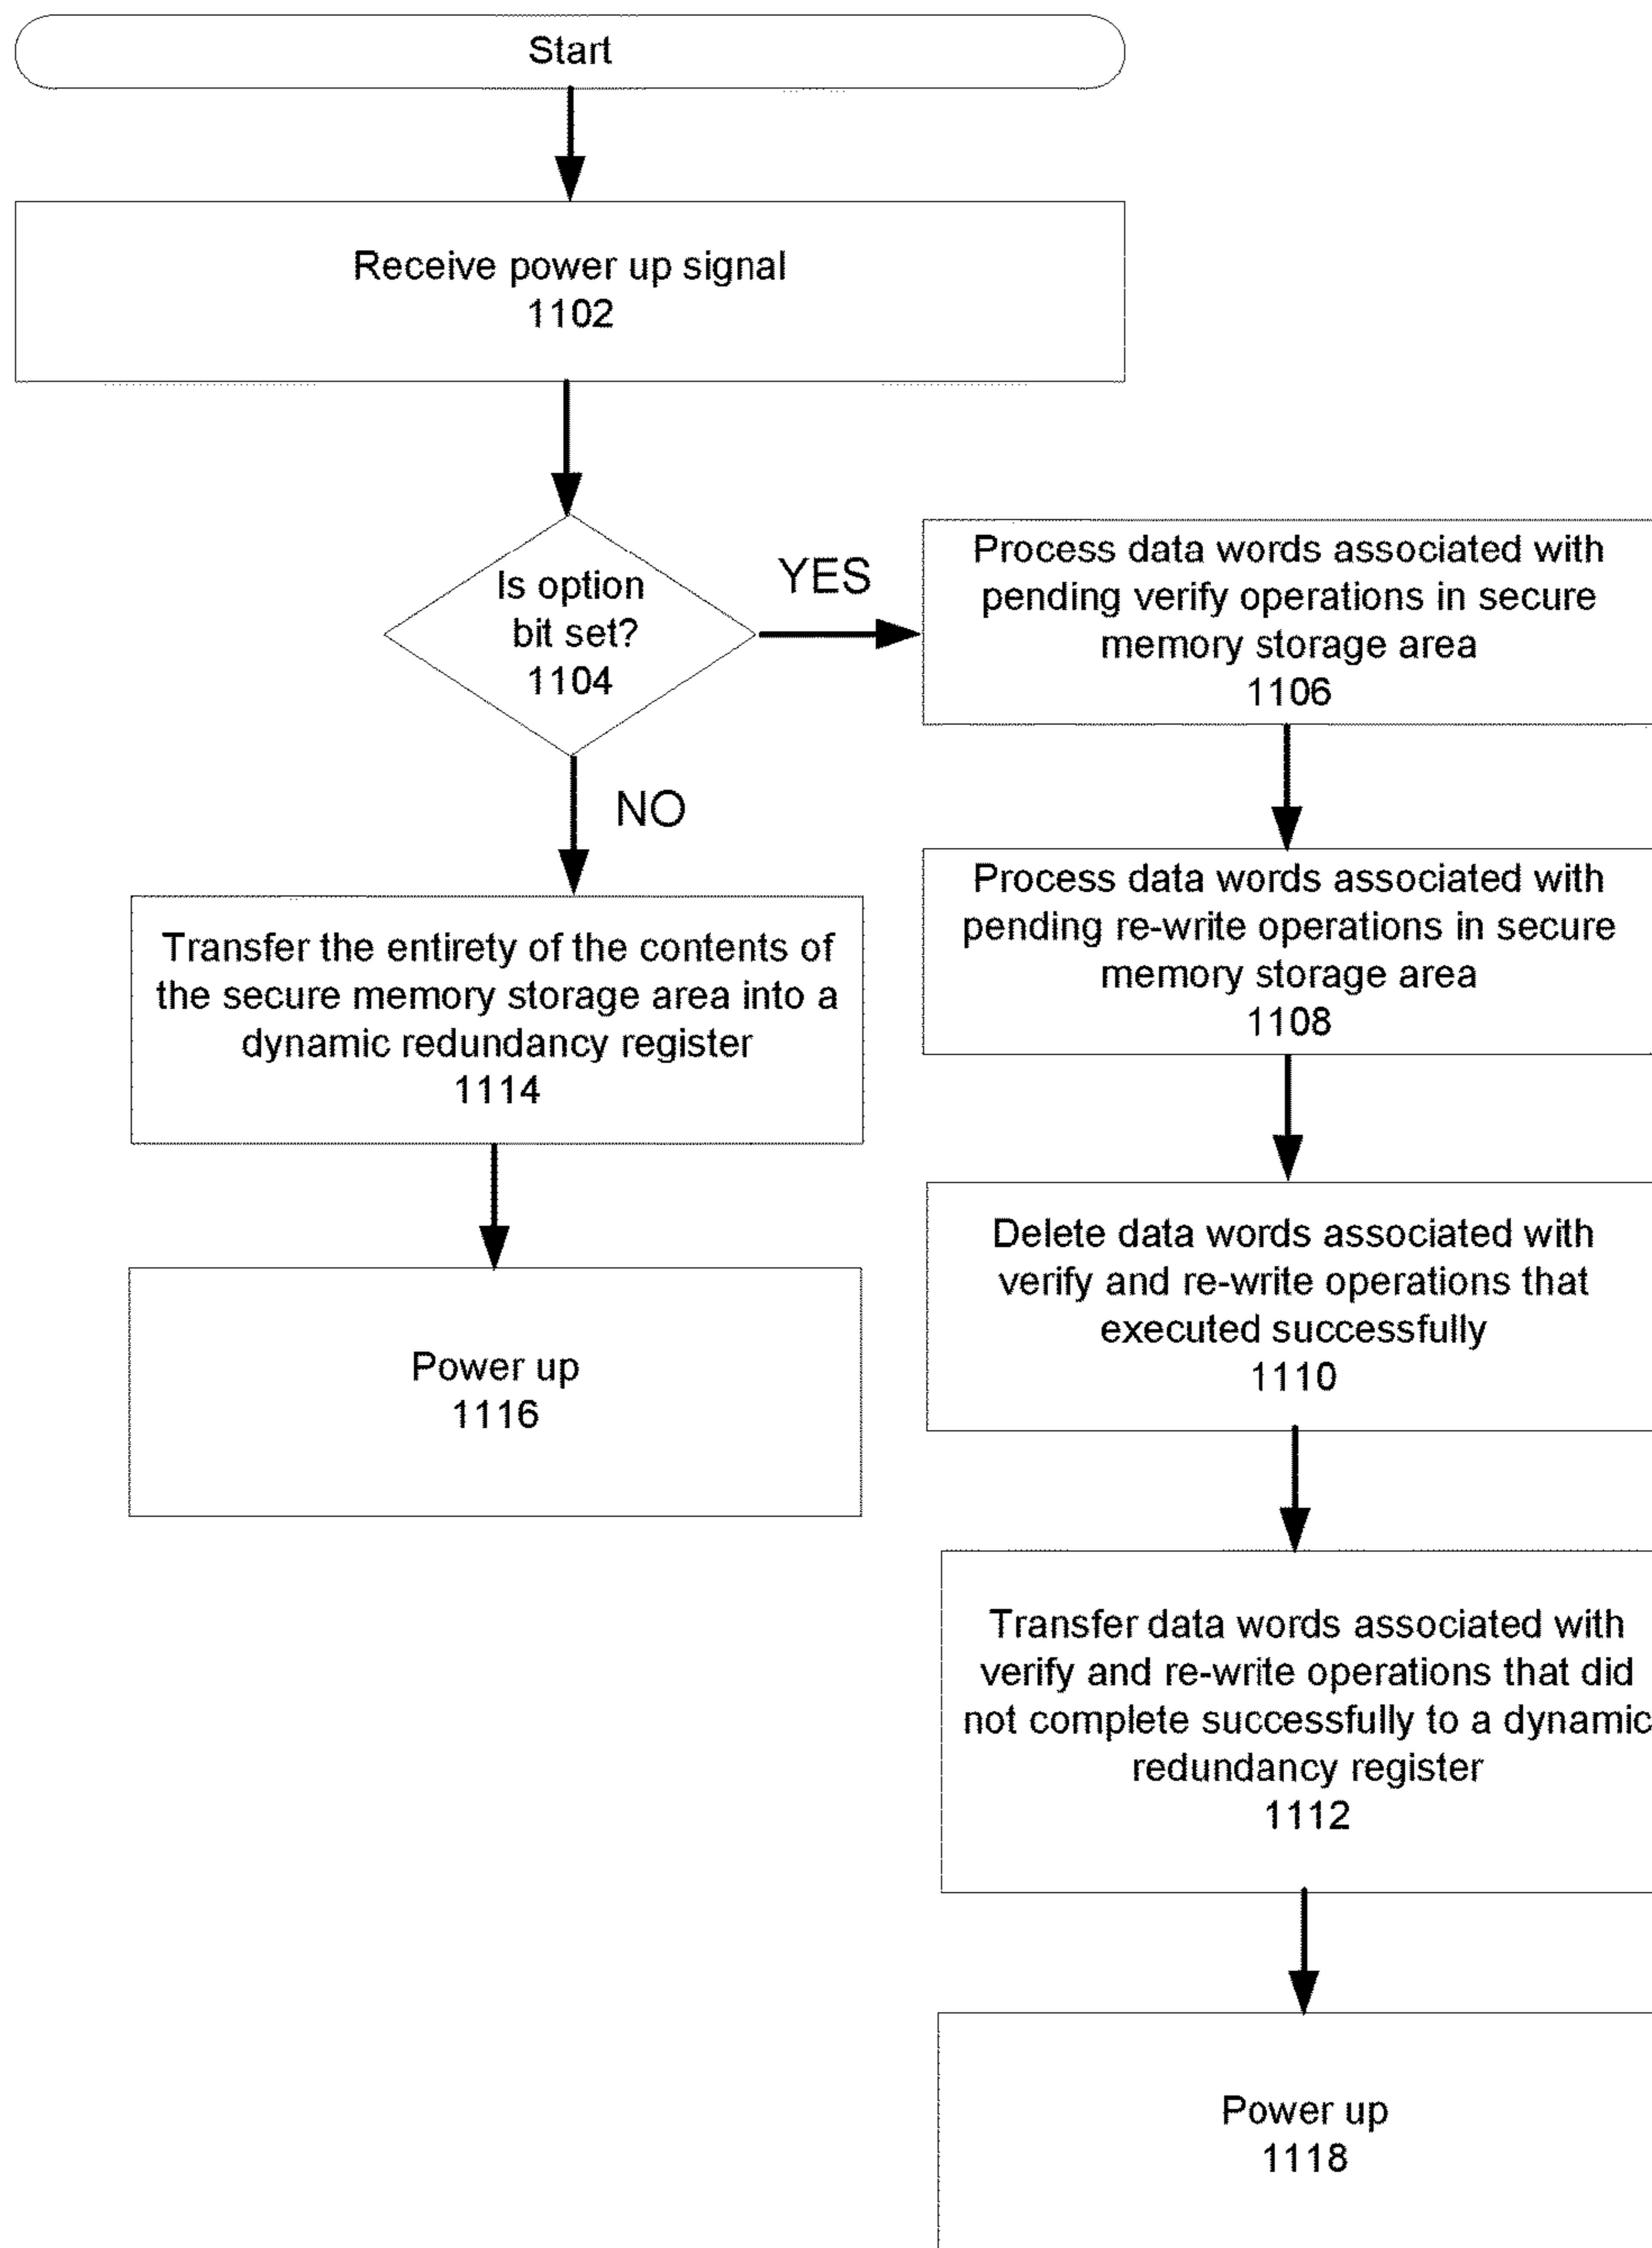 Start
Receive power up signal
1102
Is option
bit set?
1104
YES
NO
Process data words associated with
pending verify operations in secure
memory storage area
1106
Process data words associated with
pending re-write operations in secure
memory storage area
1108
Delete data words associated with
verify and re-write operations that
executed successfully
1110
Transfer data words associated with
verify and re-write operations that did
not complete successfully to a dynamic
redundancy register
1112
Power up
1118
Transfer the entirety of the contents of
the secure memory storage area into a
dynamic redundancy register
1114
Power up
1116